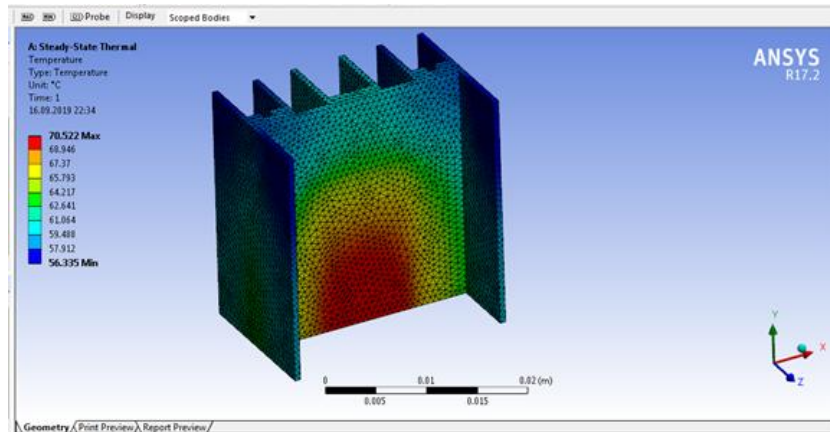 Probe Display Scoped Bodies
A: Steady-State Thermal
Temperature
Type: Temperature
Unit: °C
Time: 1
16.09.2019 22:34
70.522 Max
68.946
67.37
65.793
64.217
62.641
61.064
59.488
57.912
56.335 Min
ANSYS
R17.2
Y
X
Z
0 0.01 0.02 (m)
0.005 0.015
Geometry Print Preview Report Preview